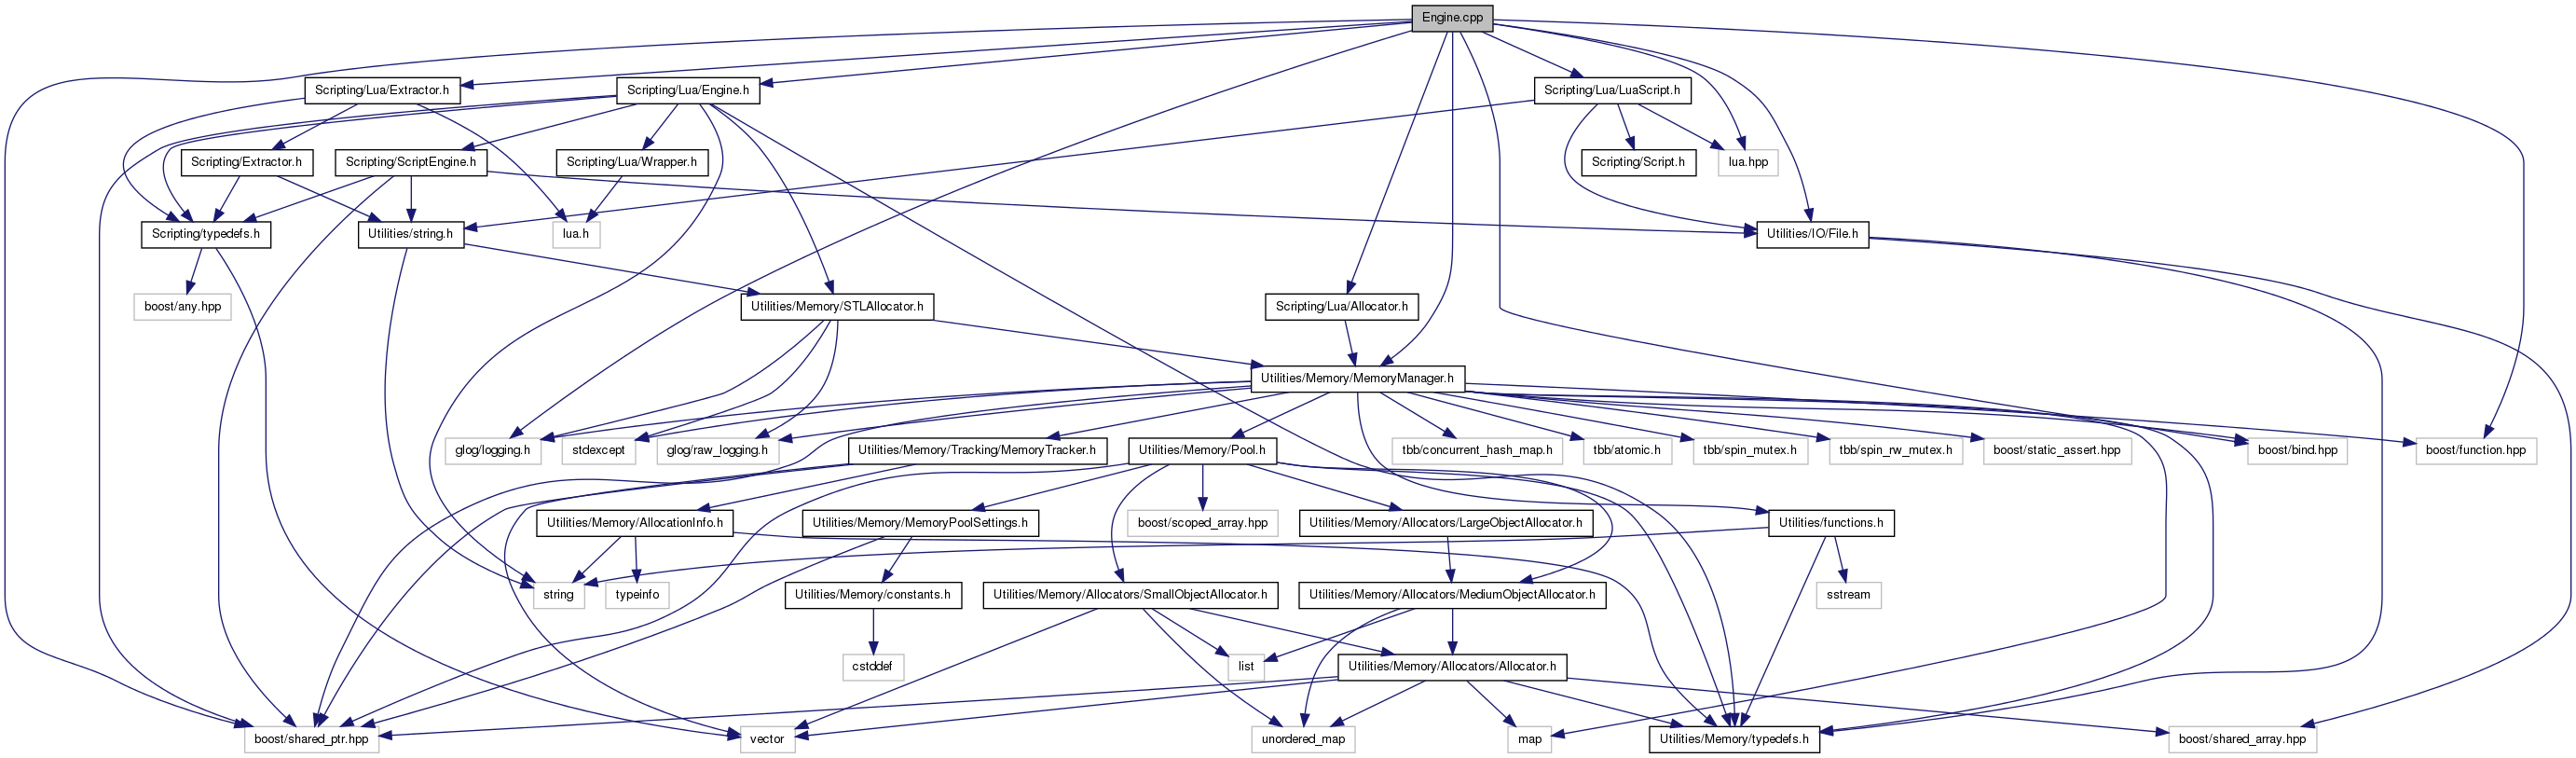 Engine.cpp
Scripting/Lua/Extractor.h
Scripting/Lua/Engine.h
Scripting/Lua/LuaScript.h
Scripting/Extractor.h
Scripting/ScriptEngine.h
Scripting/Lua/Wrapper.h
Scripting/Script.h
lua.hpp
Scripting/typedefs.h
Utilities/string.h
lua.h
Utilities/IO/File.h
boost/any.hpp
Utilities/Memory/STLAllocator.h
Scripting/Lua/Allocator.h
Utilities/Memory/MemoryManager.h
glog/logging.h
stdexcept
glog/raw_logging.h
Utilities/Memory/Tracking/MemoryTracker.h
Utilities/Memory/Pool.h
tbb/concurrent_hash_map.h
tbb/atomic.h
tbb/spin_mutex.h
tbb/spin_rw_mutex.h
boost/static_assert.hpp
boost/bind.hpp
boost/function.hpp
Utilities/Memory/AllocationInfo.h
Utilities/Memory/MemoryPoolSettings.h
boost/scoped_array.hpp
Utilities/Memory/Allocators/LargeObjectAllocator.h
Utilities/functions.h
string
typeinfo
Utilities/Memory/constants.h
Utilities/Memory/Allocators/SmallObjectAllocator.h
Utilities/Memory/Allocators/MediumObjectAllocator.h
sstream
cstddef
list
Utilities/Memory/Allocators/Allocator.h
boost/shared_ptr.hpp
vector
unordered_map
map
Utilities/Memory/typedefs.h
boost/shared_array.hpp